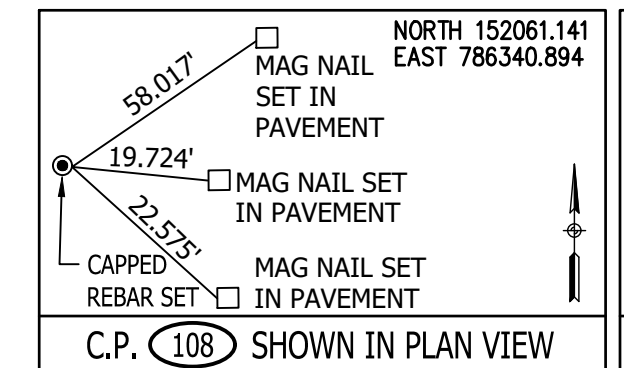 NORTH 152061.141
EAST 786340.894
58.017'
MAG NAIL
SET IN
PAVEMENT
19.724'
MAG NAIL SET
IN PAVEMENT
22.575'
CAPPED
REBAR SET
MAG NAIL SET
IN PAVEMENT
C.P. 108 SHOWN IN PLAN VIEW